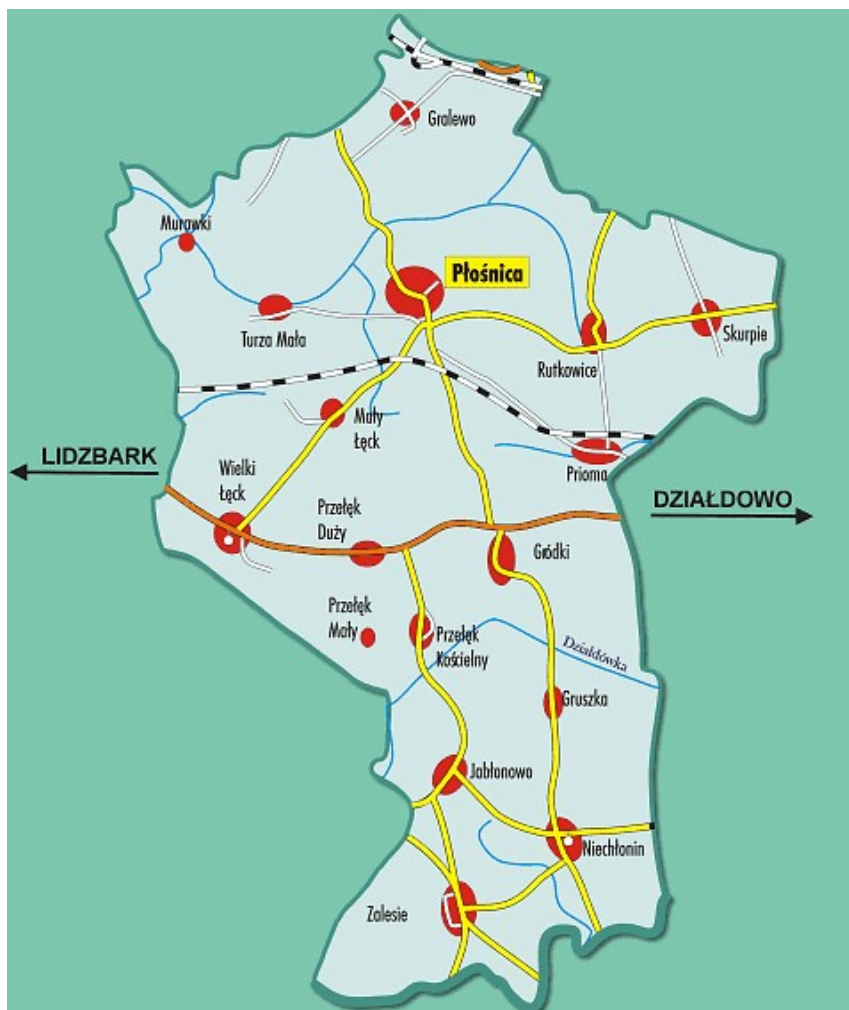 Gralewo
Murawki
Płośnica
Turza Mała
Rutkowice
Skurpie
Mały
Łęck
LIDZBARK
Wielki
Łęck
Prioma
Przełęk
Duży
DZIAŁDOWO
Gródki
Przełęk
Mały
Przełęk
Kościelny
Działdówka
Gruszka
Jabłonowo
Niechłonin
Zalesie